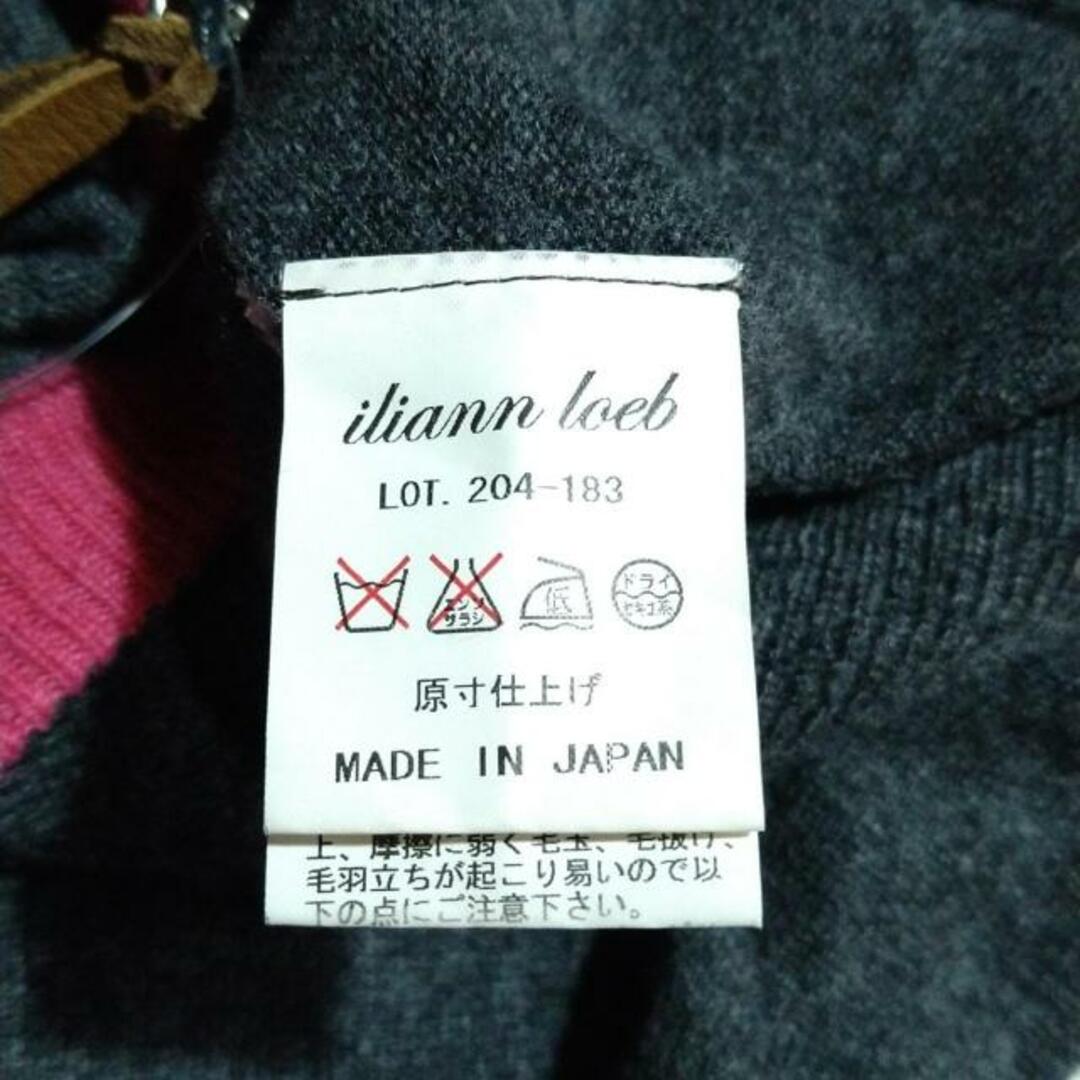 iliann loeb
LOT. 204-183
エンソ
サラシ
低
ドライ
セキユ系
原寸仕上げ
MADE IN JAPAN
上、摩擦に弱く毛玉、毛抜け、
毛羽立ちが起こり易いので以
下の点にご注意下さい。